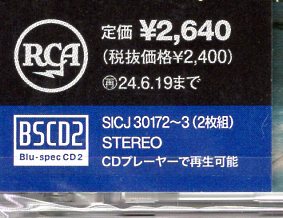 RCA
定価 ¥2,640
(税抜価格¥2,400)
㊢24.6.19まで
BSCD2
Blu-spec CD2
SICJ 30172～3 (2枚組)
STEREO
CDプレーヤーで再生可能